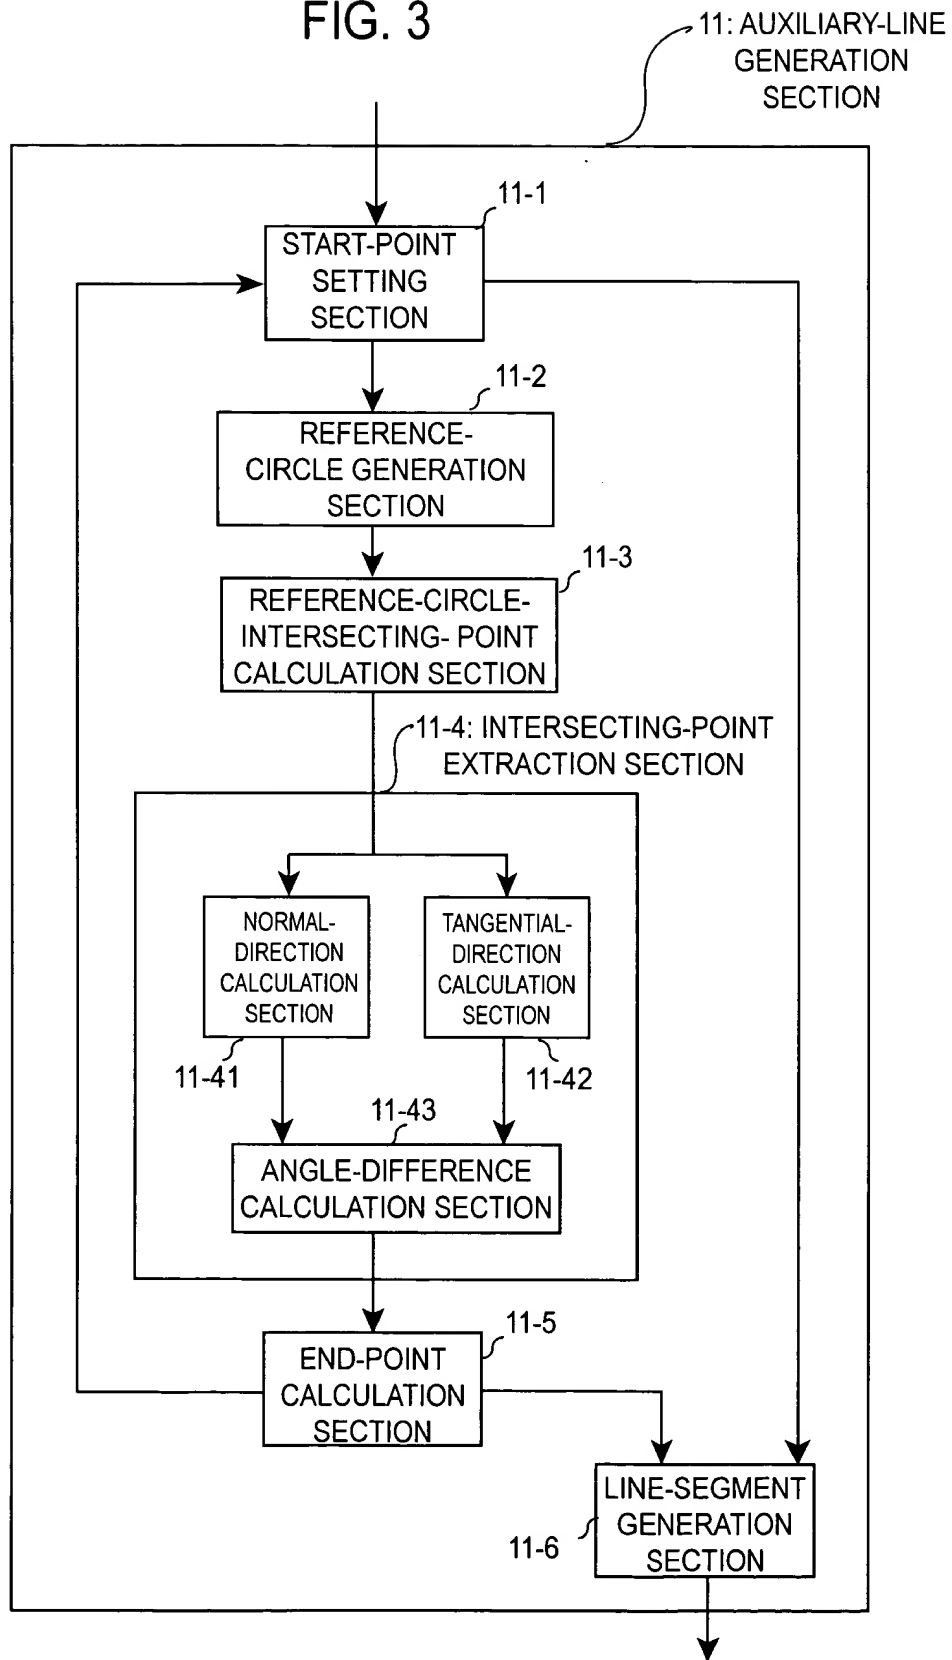 FIG. 3
11: AUXILIARY-LINE
GENERATION
SECTION
11-1
START-POINT
SETTING
SECTION
11-2
REFERENCE-
CIRCLE GENERATION
SECTION
11-3
REFERENCE-CIRCLE-
INTERSECTING- POINT
CALCULATION SECTION
11-4: INTERSECTING-POINT
EXTRACTION SECTION
NORMAL-
DIRECTION
CALCULATION
SECTION
11-41
TANGENTIAL-
DIRECTION
CALCULATION
SECTION
11-42
11-43
ANGLE-DIFFERENCE
CALCULATION SECTION
11-5
END-POINT
CALCULATION
SECTION
LINE-SEGMENT
GENERATION
SECTION
11-6